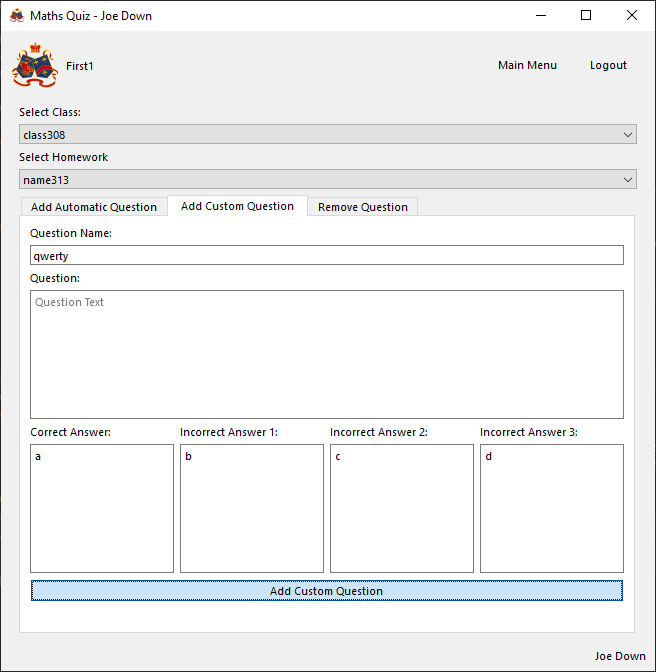 Maths Quiz - Joe Down
First1
Main Menu
Logout
Select Class:
class308
Select Homework
name313
Add Automatic Question
Add Custom Question
Remove Question
Question Name:
qwerty
Question:
Question Text
Correct Answer:
Incorrect Answer 1:
Incorrect Answer 2:
Incorrect Answer 3:
a
b
c
d
Add Custom Question
Joe Down